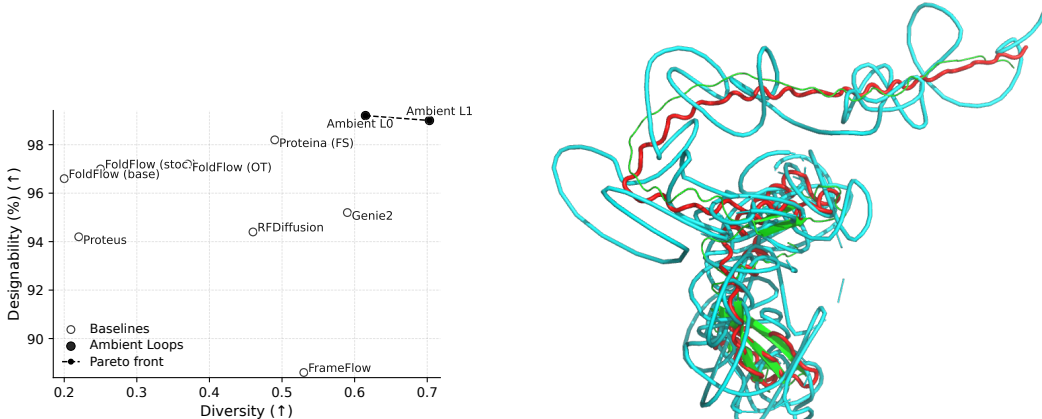 Designability (%) (↑)
98
96
94
92
90
Ambient L1
Ambient L0
Proteina (FS)
FoldFlow (stoc)
FoldFlow (OT)
FoldFlow (base)
Genie2
RFDiffusion
Proteus
FrameFlow
Baselines
Ambient Loops
Pareto front
0.2 0.3 0.4 0.5 0.6 0.7
Diversity (↑)